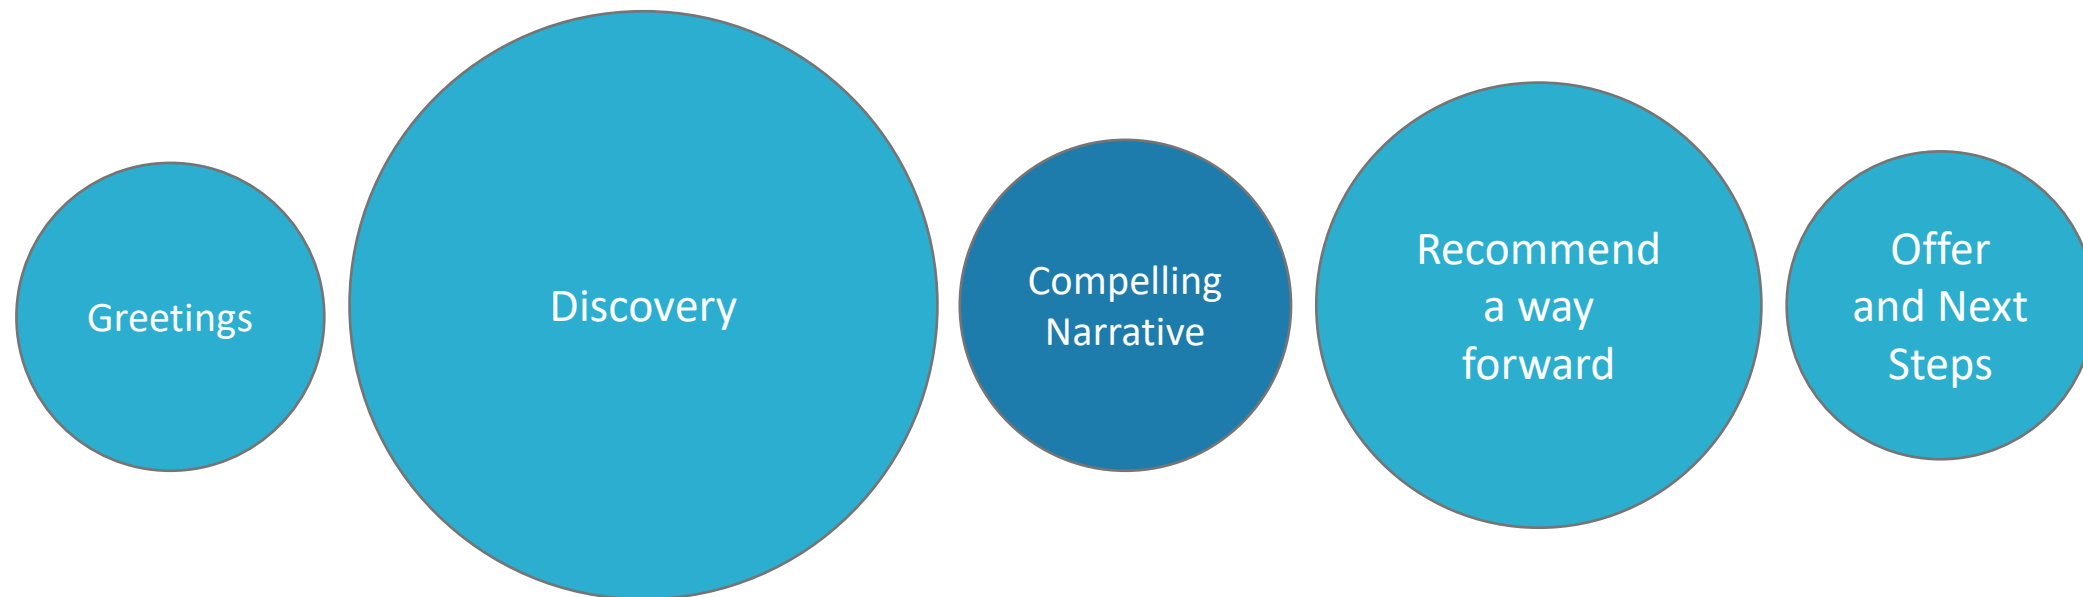 Greetings
Discovery
Compelling
Narrative
Recommend
a way
forward
Offer
and Next
Steps